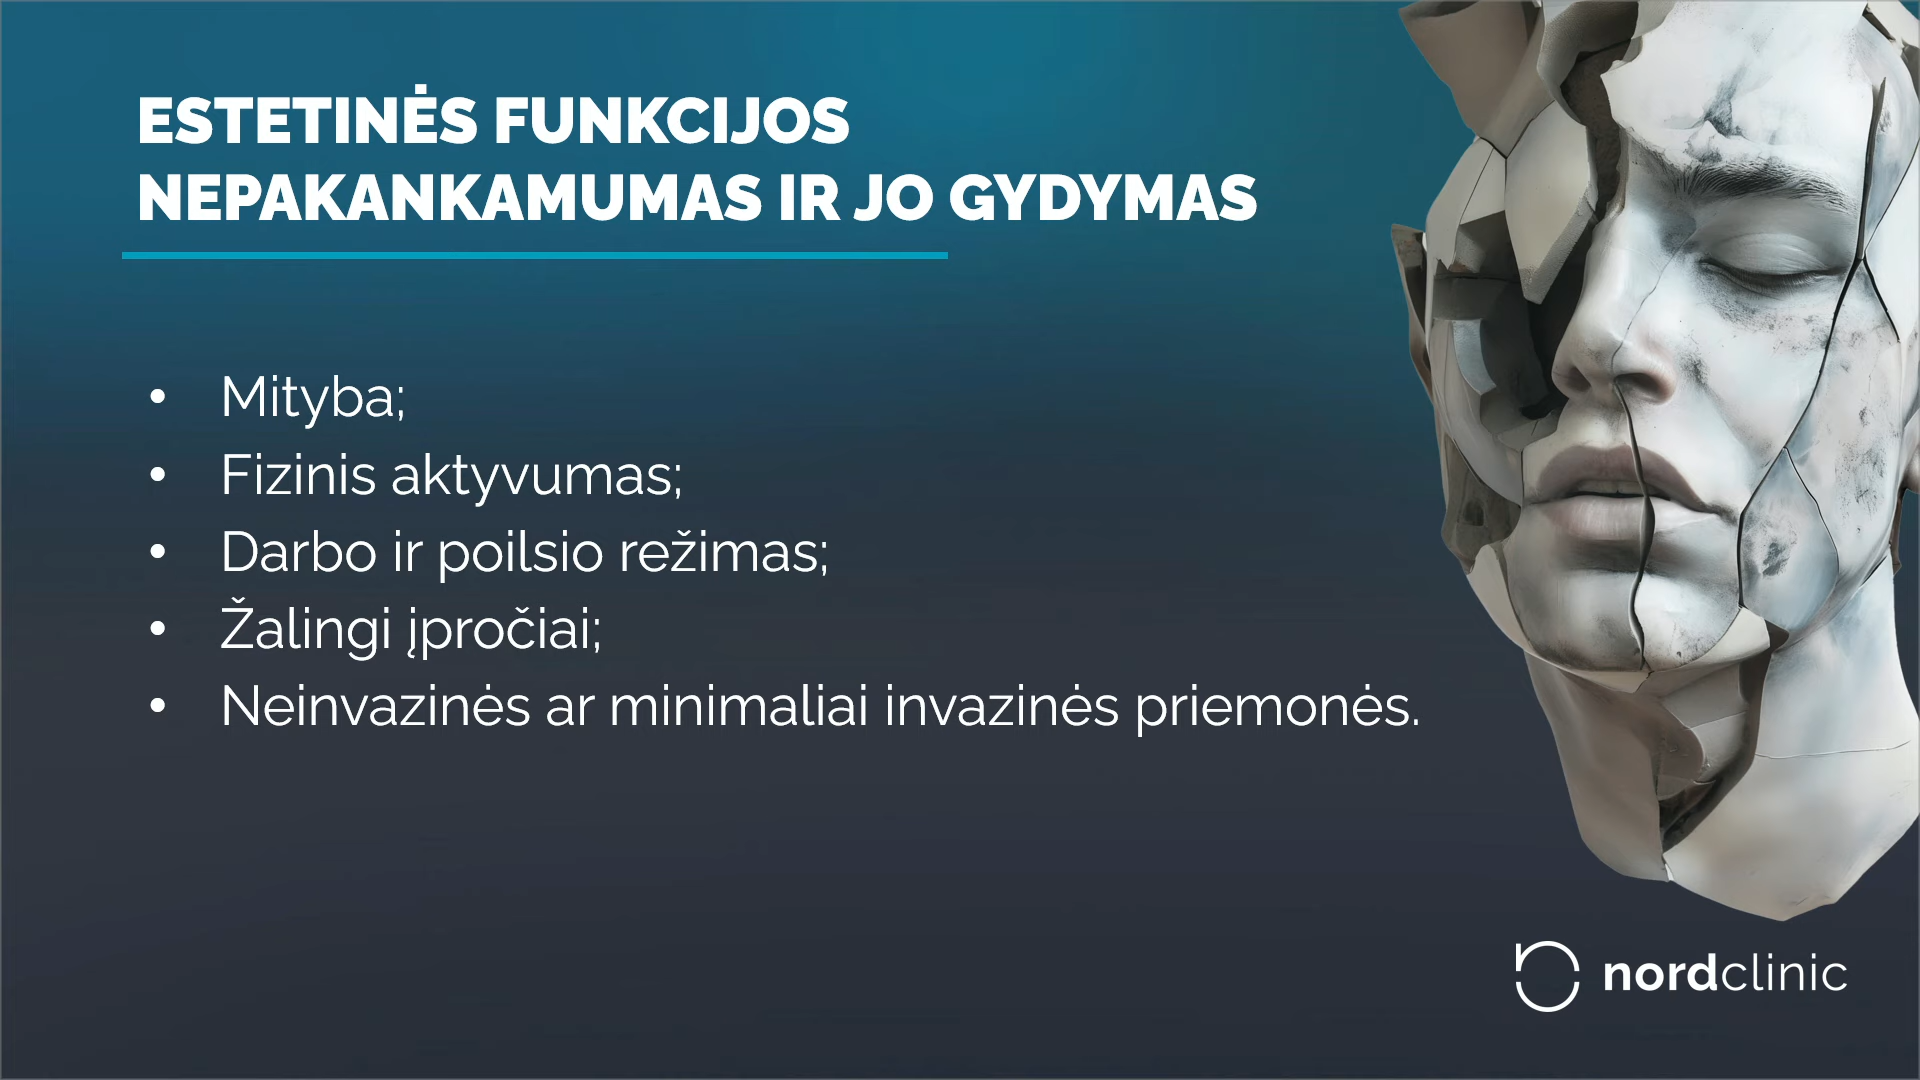 ESTETINĖS FUNKCIJOS
NEPAKANKAMUMAS IR JO GYDYMAS
• Mityba;
• Fizinis aktyvumas;
• Darbo ir poilsio režimas;
• Žalingi įpročiai;
• Neinvazinės ar minimaliai invazinės priemonės.
nordclinic